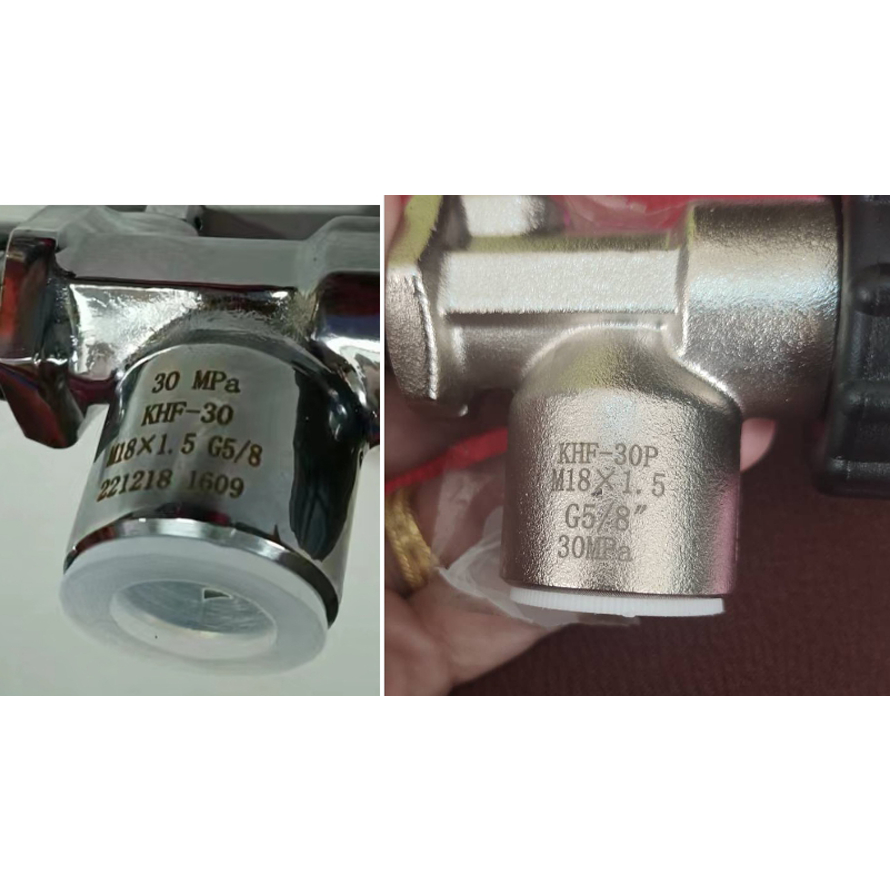 30 MPa
KHF-30
M18×1.5 G5/8
221218 1609
KHF-30P
M18×1.5
G5/8"
30MPa